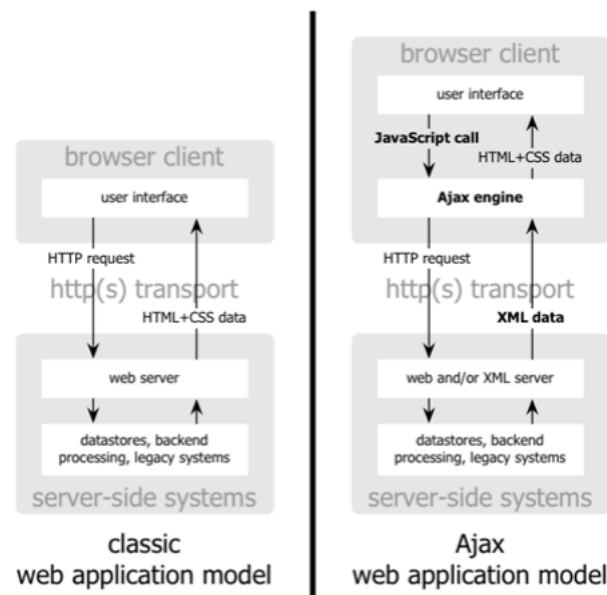 browser client
user interface
HTTP request
http(s) transport
HTML+CSS data
web server
datastores, backend
processing, legacy systems
server-side systems
classic
web application model
browser client
user interface
JavaScript call
HTML+CSS data
Ajax engine
HTTP request
http(s) transport
XML data
web and/or XML server
datastores, backend
processing, legacy systems
server-side systems
Ajax
web application model